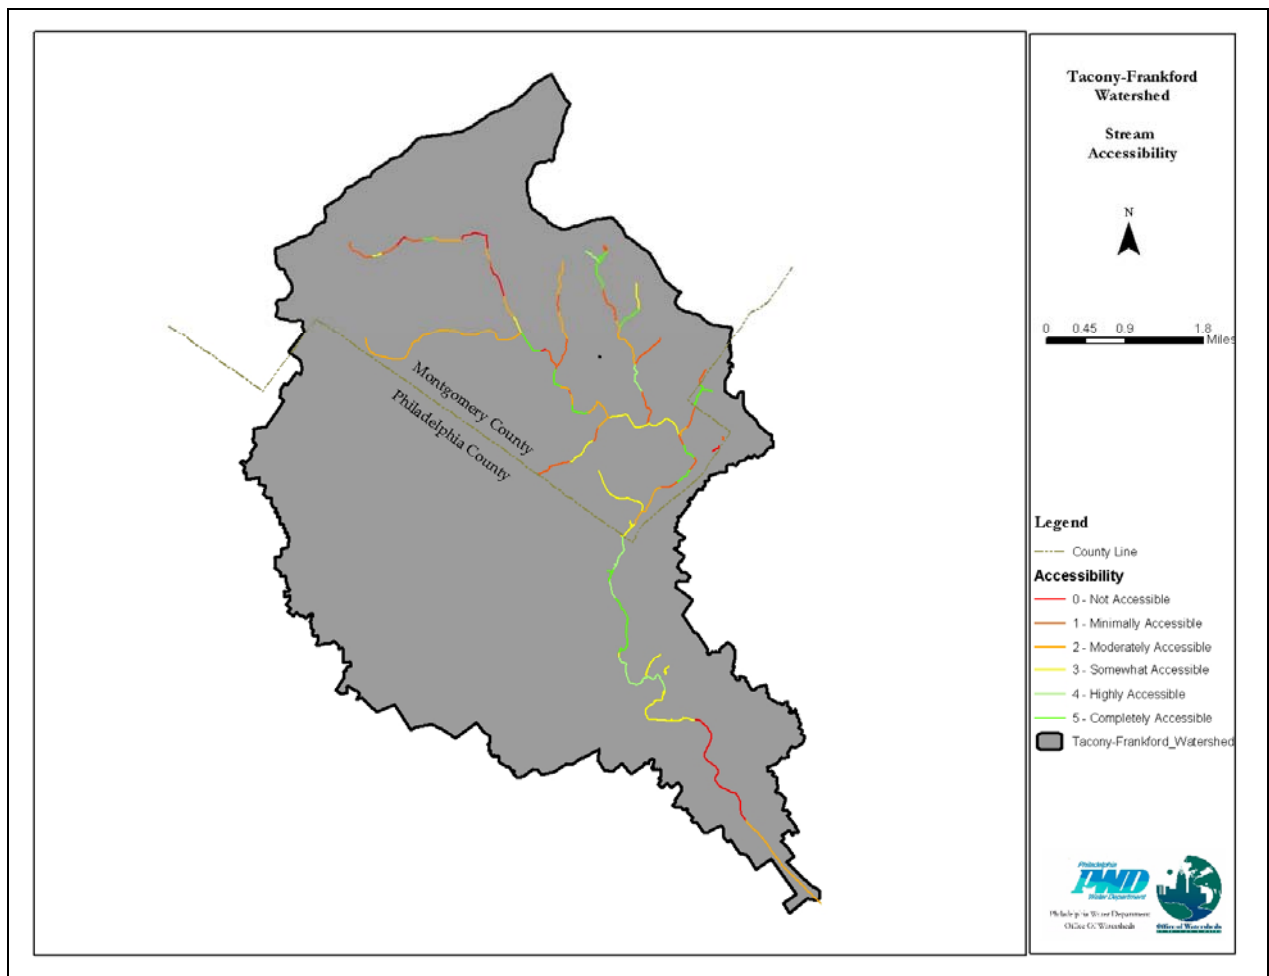 Tacony-Frankford
Watershed
Stream
Accessibility
N
0 0.45 0.9 1.8
Miles
Montgomery County
Philadelphia County
Legend
County Line
Accessibility
0 - Not Accessible
1 - Minimally Accessible
2 - Moderately Accessible
3 - Somewhat Accessible
4 - Highly Accessible
5 - Completely Accessible
Tacony-Frankford_Watershed
Philadelphia
PWD
Water Department
Philadelphia Water Department
Office Of Watersheds
Office of Watersheds